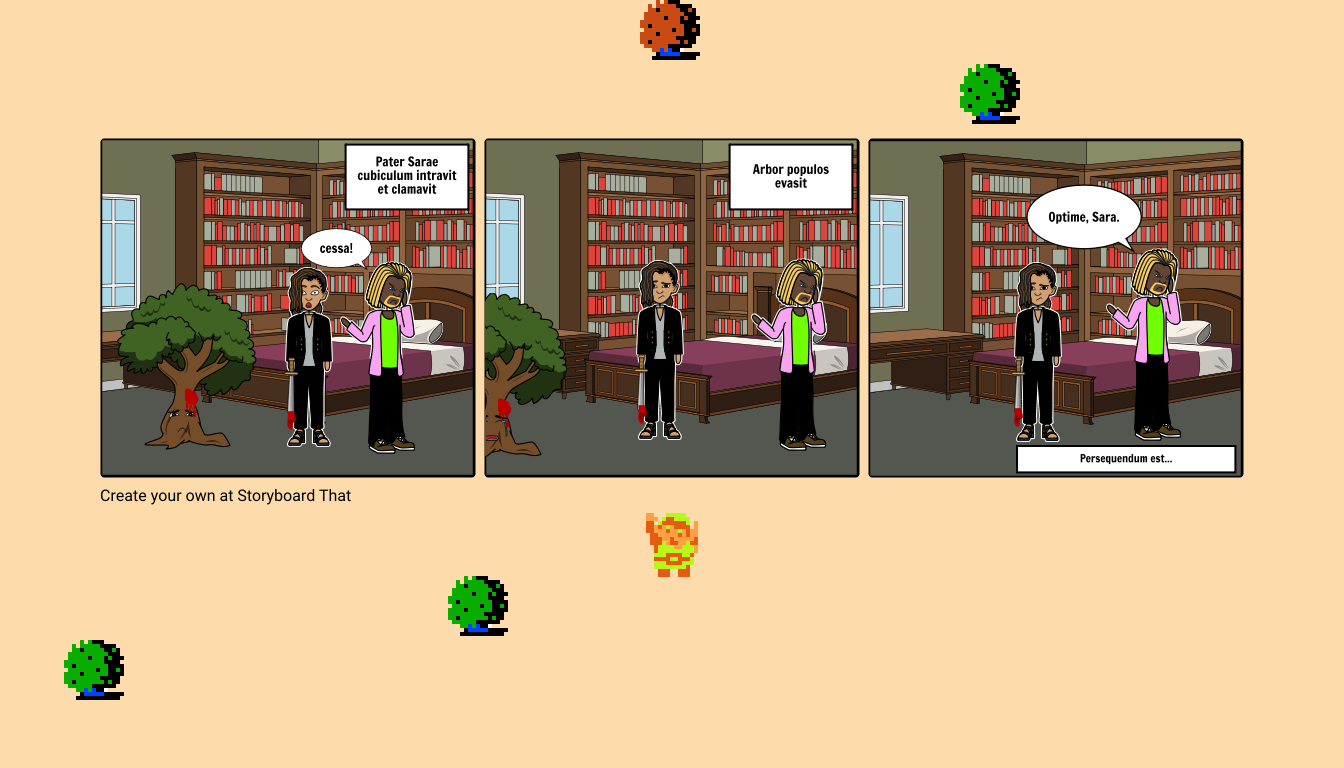 Pater Sarae
cubiculum intravit
et clamavit
cessa!
Arbor populos
evasit
Optime, Sara.
Persequendum est...
Create your own at Storyboard That